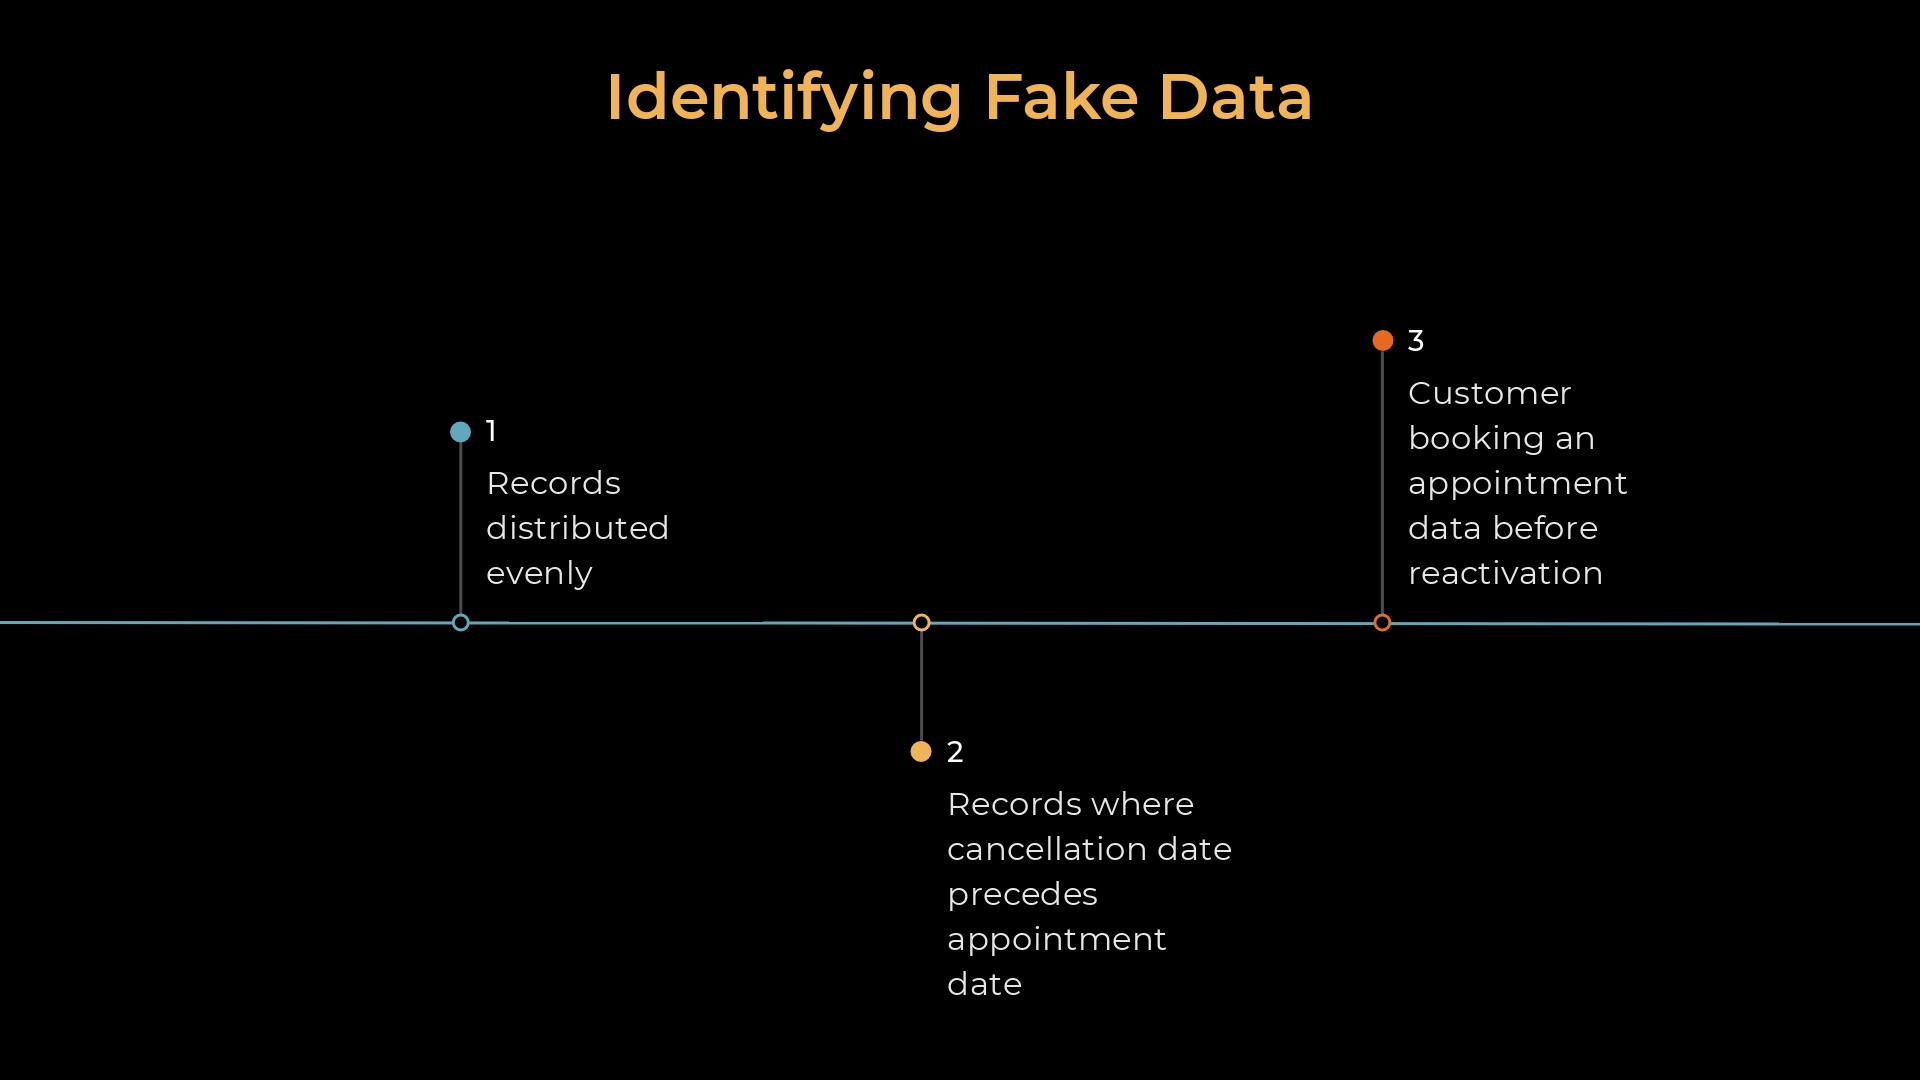 Identifying Fake Data
1
Records
distributed
evenly
2
Records where
cancellation date
precedes
appointment
date
3
Customer
booking an
appointment
data before
reactivation